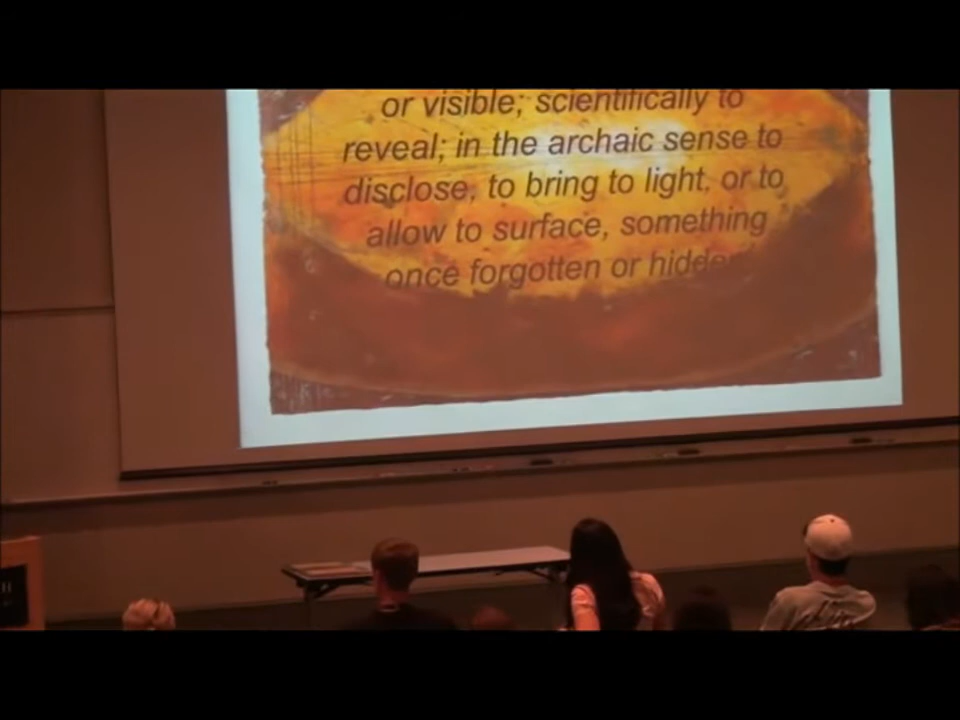 or visible; scientifically to
reveal; in the archaic sense to
disclose, to bring to light, or to
allow to surface, something
once forgotten or hidden